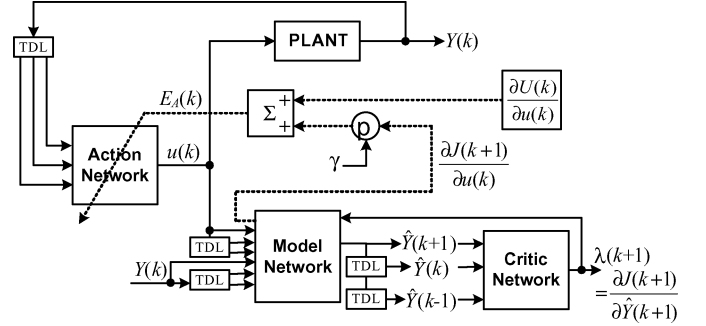 TDL
PLANT
Y(k)
E_A(k)
Σ
+
+
∂U(k)
∂u(k)
p
γ
Action
Network
u(k)
∂J(k+1)
∂u(k)
TDL
Y(k)
TDL
Model
Network
Ŷ(k+1)
TDL
Ŷ(k)
TDL
Ŷ(k-1)
Critic
Network
λ(k+1)
= ∂J(k+1)
∂Ŷ(k+1)